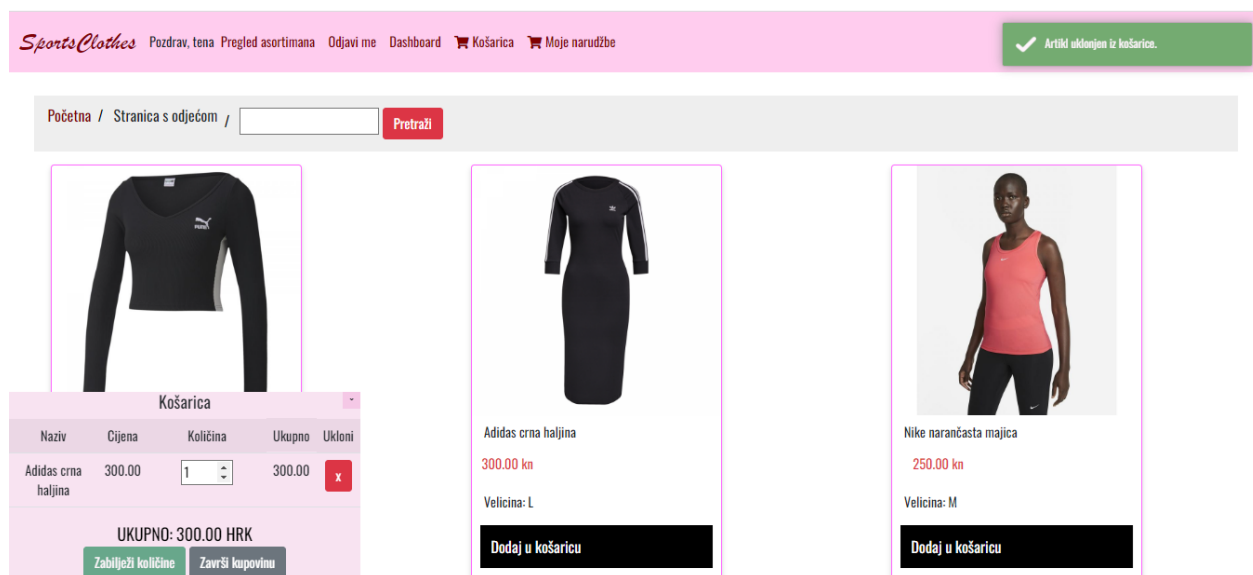 SportsClothes Pozdrav, tena Pregled asortimana Odjavi me Dashboard Košarica Moje narudžbe
Artikl uklonjen iz košarice.
Početna / Stranica s odjećom / Pretraži
PUMA
Košarica
Naziv Cijena Količina Ukupno Ukloni
Adidas crna haljina 300.00 1 300.00 x
UKUPNO: 300.00 HRK
Zabilježi količine Završi kupovinu
Adidas crna haljina
300.00 kn
Velicina: L
Dodaj u košaricu
Nike narančasta majica
250.00 kn
Velicina: M
Dodaj u košaricu